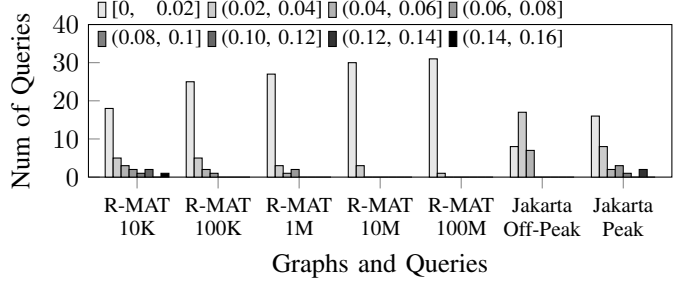 [0, 0.02] (0.02, 0.04] (0.04, 0.06] (0.06, 0.08]
(0.08, 0.1] (0.10, 0.12] (0.12, 0.14] (0.14, 0.16]
Num of Queries
40
30
20
10
0
R-MAT 10K
R-MAT 100K
R-MAT 1M
R-MAT 10M
R-MAT 100M
Jakarta Off-Peak
Jakarta Peak
Graphs and Queries